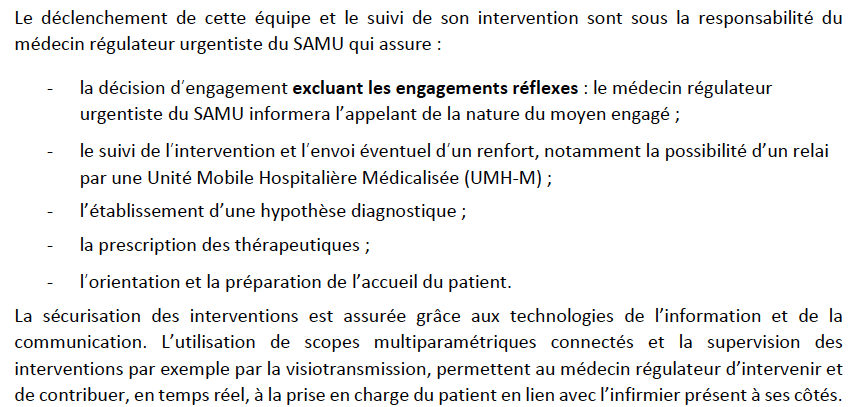 Le déclenchement de cette équipe et le suivi de son intervention sont sous la responsabilité du
médecin régulateur urgentiste du SAMU qui assure :
- la décision d′engagement excluant les engagements réflexes : le médecin régulateur
urgentiste du SAMU informera l’appelant de la nature du moyen engagé ;
- le suivi de l′intervention et l′envoi éventuel d′un renfort, notamment la possibilité d’un relai
par une Unité Mobile Hospitalière Médicalisée (UMH-M) ;
- l’établissement d’une hypothèse diagnostique ;
- la prescription des thérapeutiques ;
- l′orientation et la préparation de l’accueil du patient.
La sécurisation des interventions est assurée grâce aux technologies de l’information et de la
communication. L’utilisation de scopes multiparamétriques connectés et la supervision des
interventions par exemple par la visiotransmission, permettent au médecin régulateur d’intervenir et
de contribuer, en temps réel, à la prise en charge du patient en lien avec l’infirmier présent à ses côtés.